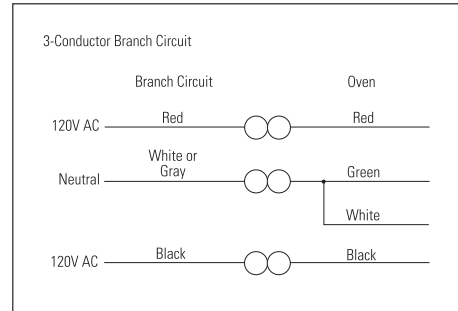 3-Conductor Branch Circuit
Branch Circuit Oven
120V AC Red Red
White or
Neutral Gray Green
White
120V AC Black Black